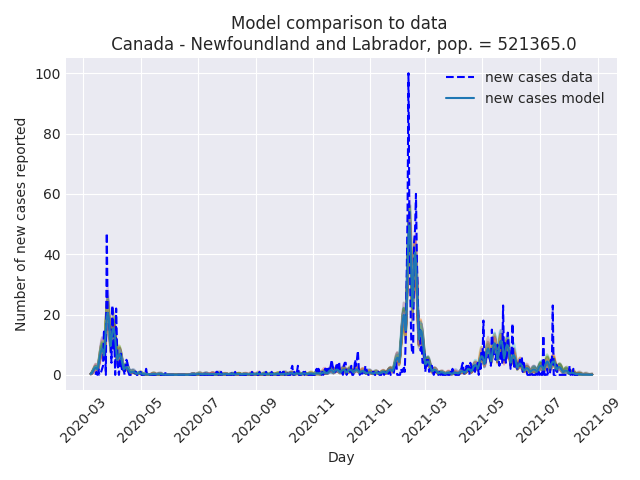 Model comparison to data
Canada - Newfoundland and Labrador, pop. = 521365.0
new cases data
new cases model
Number of new cases reported
100
80
60
40
20
0
2020-03
2020-05
2020-07
2020-09
2020-11
2021-01
2021-03
2021-05
2021-07
2021-09
Day